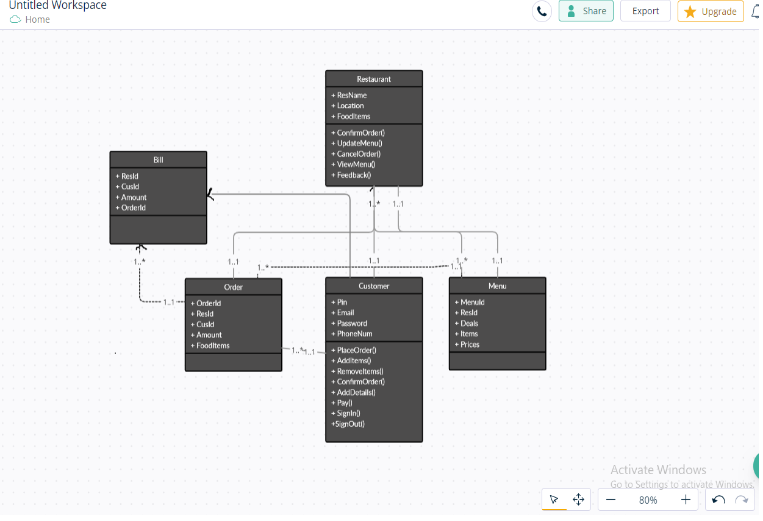 Untitled Workspace
Home
Share
Export
Upgrade
Restaurant
+ ResName
+ Location
+ FoodItems
+ ConfirmOrder()
+ UpdateMenu()
+ CancelOrder()
+ ViewMenu()
+ Feedback()
Bill
+ ResId
+ CusId
+ Amount
+ OrderId
1..*
1..1
1..*
1..1
1..*
1..1
1..*
1..1
1..1
1..1
Order
+ OrderId
+ ResId
+ CusId
+ Amount
+ FoodItems
1..*
1..1
Customer
+ Pin
+ Email
+ Password
+ PhoneNum
+ PlaceOrder()
+ AddItems()
+ RemoveItems()
+ ConfirmOrder()
+ AddDetails()
+ Pay()
+ SignIn()
+SignOut()
Menu
+ MenuId
+ ResId
+ Deals
+ Items
+ Prices
Activate Windows
Go to Settings to activate Windows.
80%